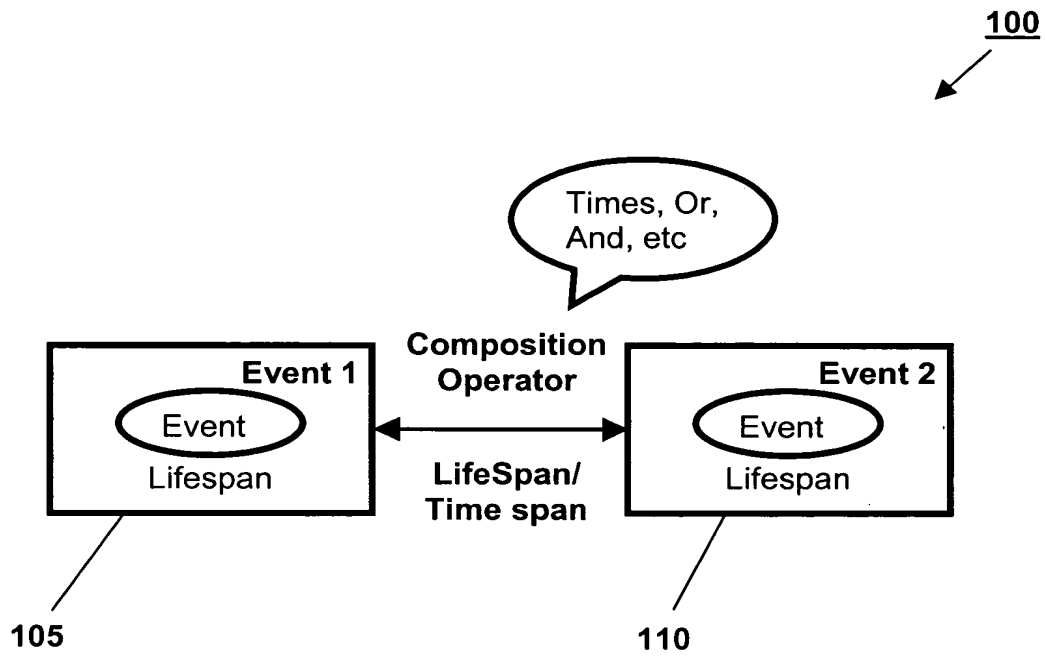 100
Times, Or,
And, etc
Composition
Operator
Event 1
Event
Lifespan
LifeSpan/
Time span
Event 2
Event
Lifespan
105
110